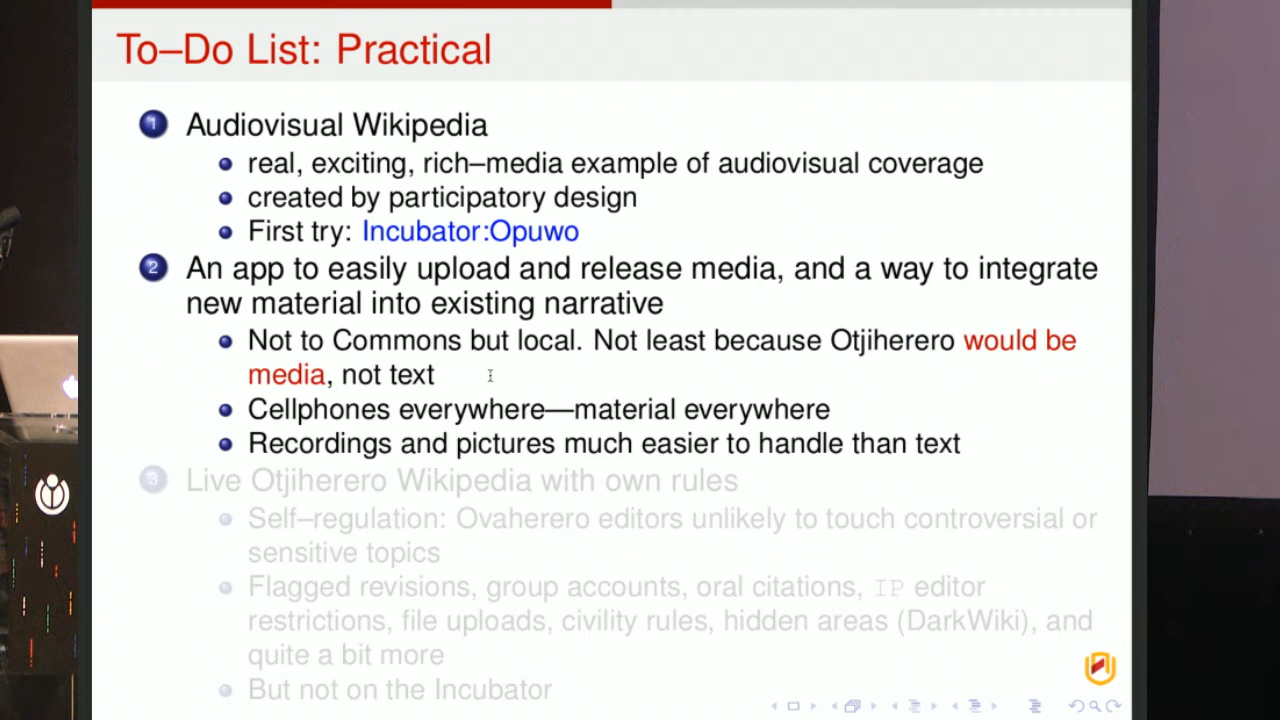 To–Do List: Practical
1 Audiovisual Wikipedia
real, exciting, rich–media example of audiovisual coverage
created by participatory design
First try: Incubator:Opuwo
2 An app to easily upload and release media, and a way to integrate
new material into existing narrative
Not to Commons but local. Not least because Otjiherero would be
media, not text
Cellphones everywhere—material everywhere
Recordings and pictures much easier to handle than text
3 Live Otjiherero Wikipedia with own rules
Self–regulation: Ovaherero editors unlikely to touch controversial or
sensitive topics
Flagged revisions, group accounts, oral citations, IP editor
restrictions, file uploads, civility rules, hidden areas (DarkWiki), and
quite a bit more
But not on the Incubator